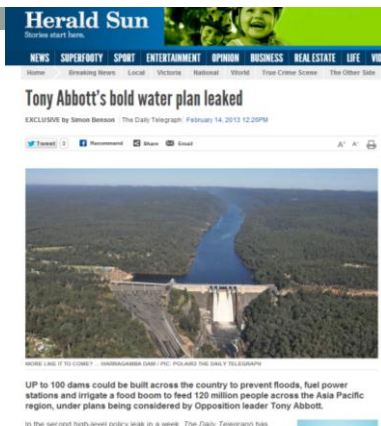 Herald Sun
Stories start here.
NEWS SUPERFOOTY SPORT ENTERTAINMENT OPINION BUSINESS REAL ESTATE LIFE
Home Breaking News Local Victoria National World True Crime Scene The Other Side
Tony Abbott's bold water plan leaked
EXCLUSIVE by Simon Benson The Daily Telegraph February 14, 2013 12:26PM
Tweet 0 Recommend Share Email A+ A-
MORE LIKE IT TO COME? ... WARRAGAMBA DAM / PIC: POLAIR3 THE DAILY TELEGRAPH
UP to 100 dams could be built across the country to prevent floods, fuel power
stations and irrigate a food boom to feed 120 million people across the Asia Pacific
region, under plans being considered by Opposition leader Tony Abbott.
In the second high-level policy leak in a week, The Daily Telegraph has